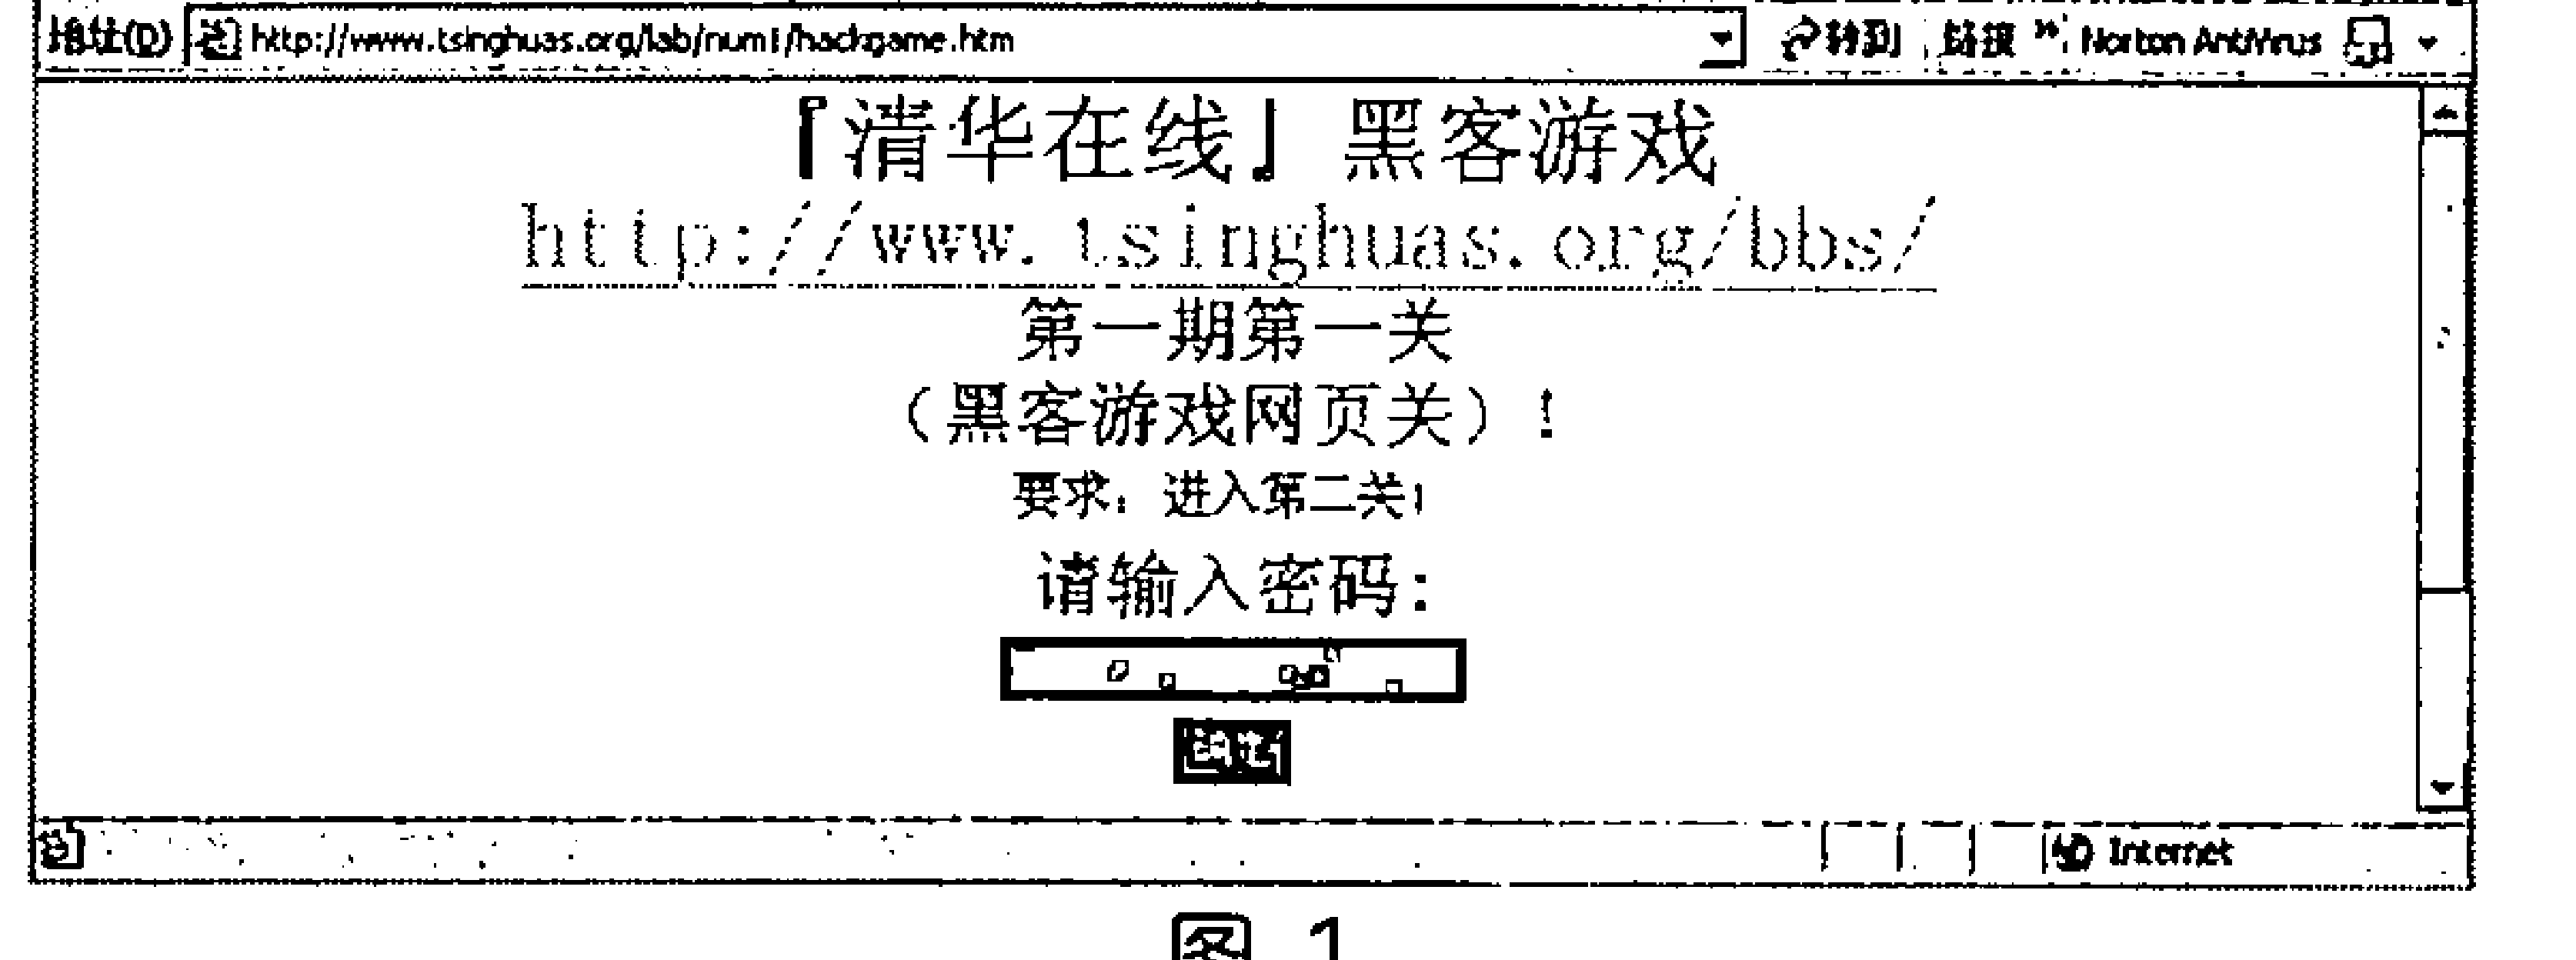 地址(D) http://www.tsinghuas.org/lab/num1/hackgame.htm 转到 链接 » Norton AntiVirus
『清华在线』黑客游戏
http://www.tsinghuas.org/bbs/
第一期第一关
（黑客游戏网页关）！
要求：进入第二关！
请输入密码：
确定
Internet
图 1